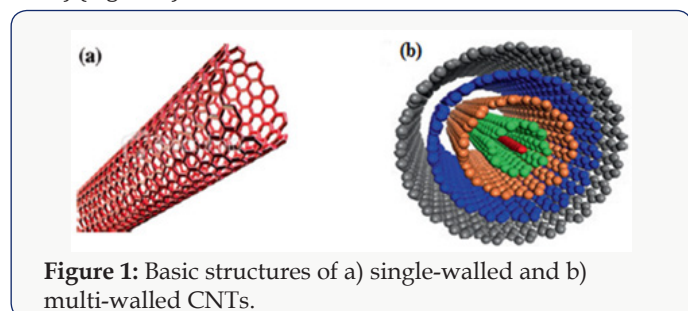 (a)
(b)
Figure 1: Basic structures of a) single-walled and b)
multi-walled CNTs.